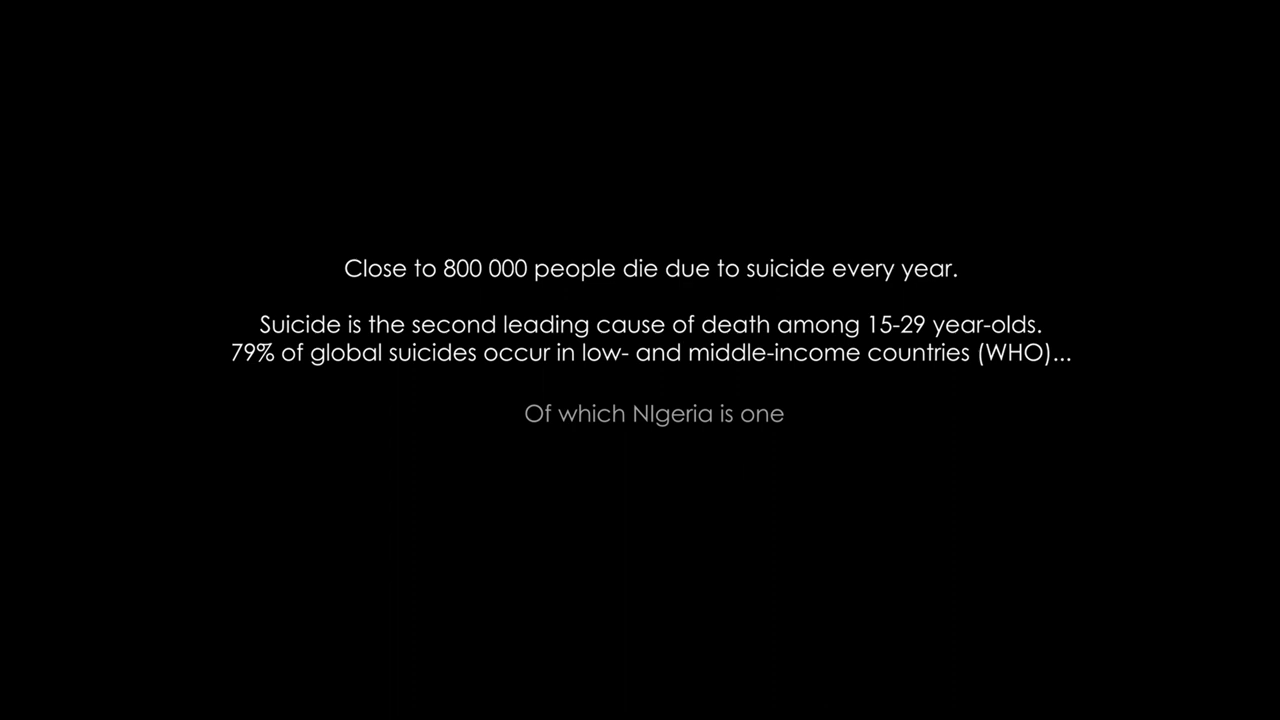 Close to 800 000 people die due to suicide every year.
Suicide is the second leading cause of death among 15-29 year-olds.
79% of global suicides occur in low- and middle-income countries (WHO)...
Of which NIgeria is one